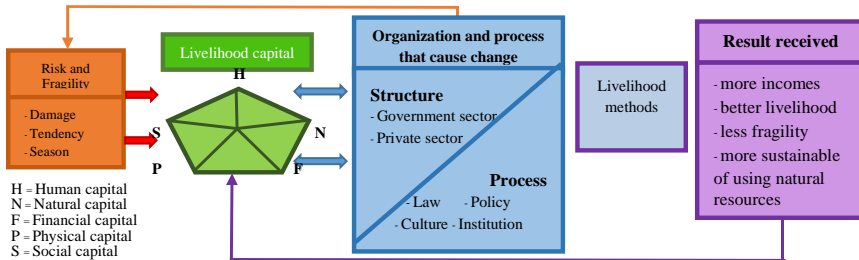 Risk and
Fragility
- Damage
- Tendency
- Season
Livelihood capital
H
S
N
P
F
H = Human capital
N = Natural capital
F = Financial capital
P = Physical capital
S = Social capital
Organization and process
that cause change
Structure
- Government sector
- Private sector
Process
- Law - Policy
- Culture - Institution
Livelihood
methods
Result received
- more incomes
- better livelihood
- less fragility
- more sustainable
of using natural
resources